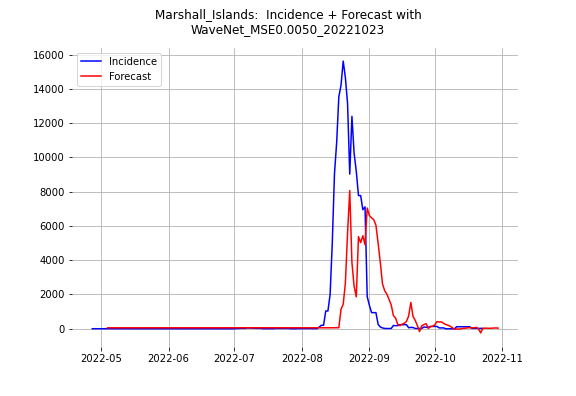 Marshall_Islands:  Incidence + Forecast with
WaveNet_MSE0.0050_20221023
16000
14000
12000
10000
8000
6000
4000
2000
0
Incidence
Forecast
2022-05 2022-06 2022-07 2022-08 2022-09 2022-10 2022-11